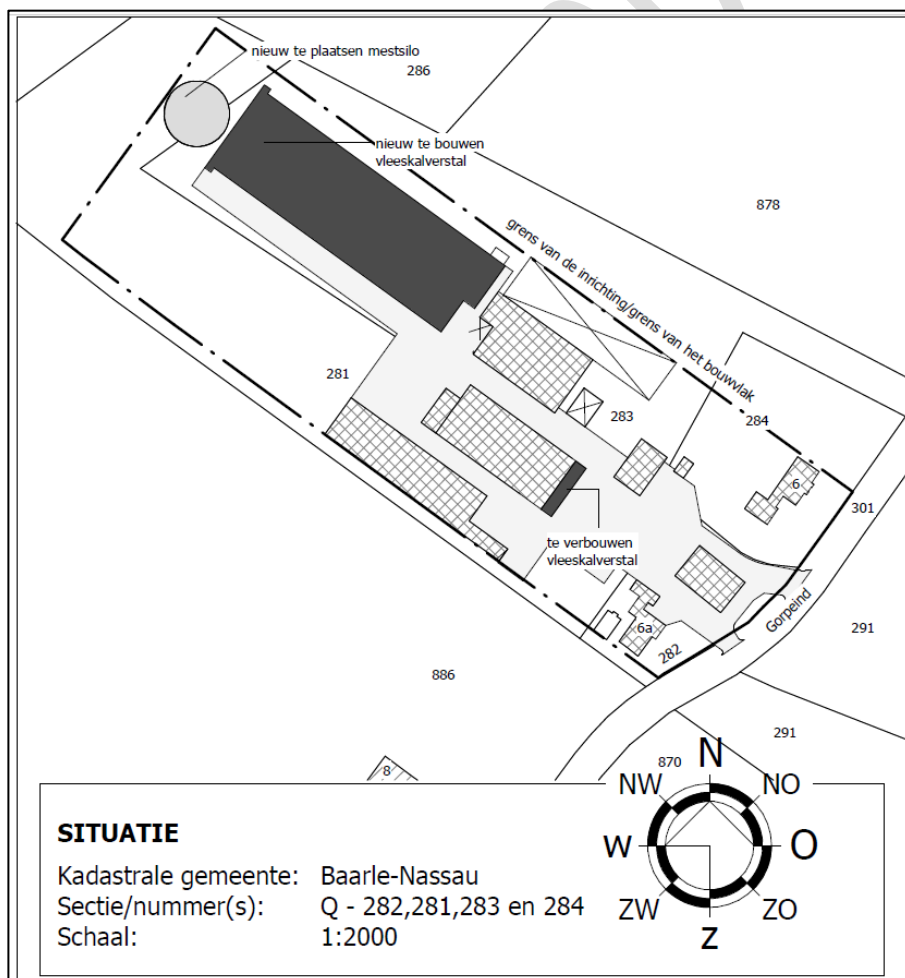 nieuw te plaatsen mestsilo
286
nieuw te bouwen
vleeskalverstal
878
grens van de inrichting/grens van het bouwvlak
281
283
284
6
301
te verbouwen
vleeskalverstal
Gorpeind
6a
282
291
886
291
870
8
N
NW
NO
W
O
ZW
ZO
Z
SITUATIE
Kadastrale gemeente: Baarle-Nassau
Sectie/nummer(s): Q - 282,281,283 en 284
Schaal: 1:2000